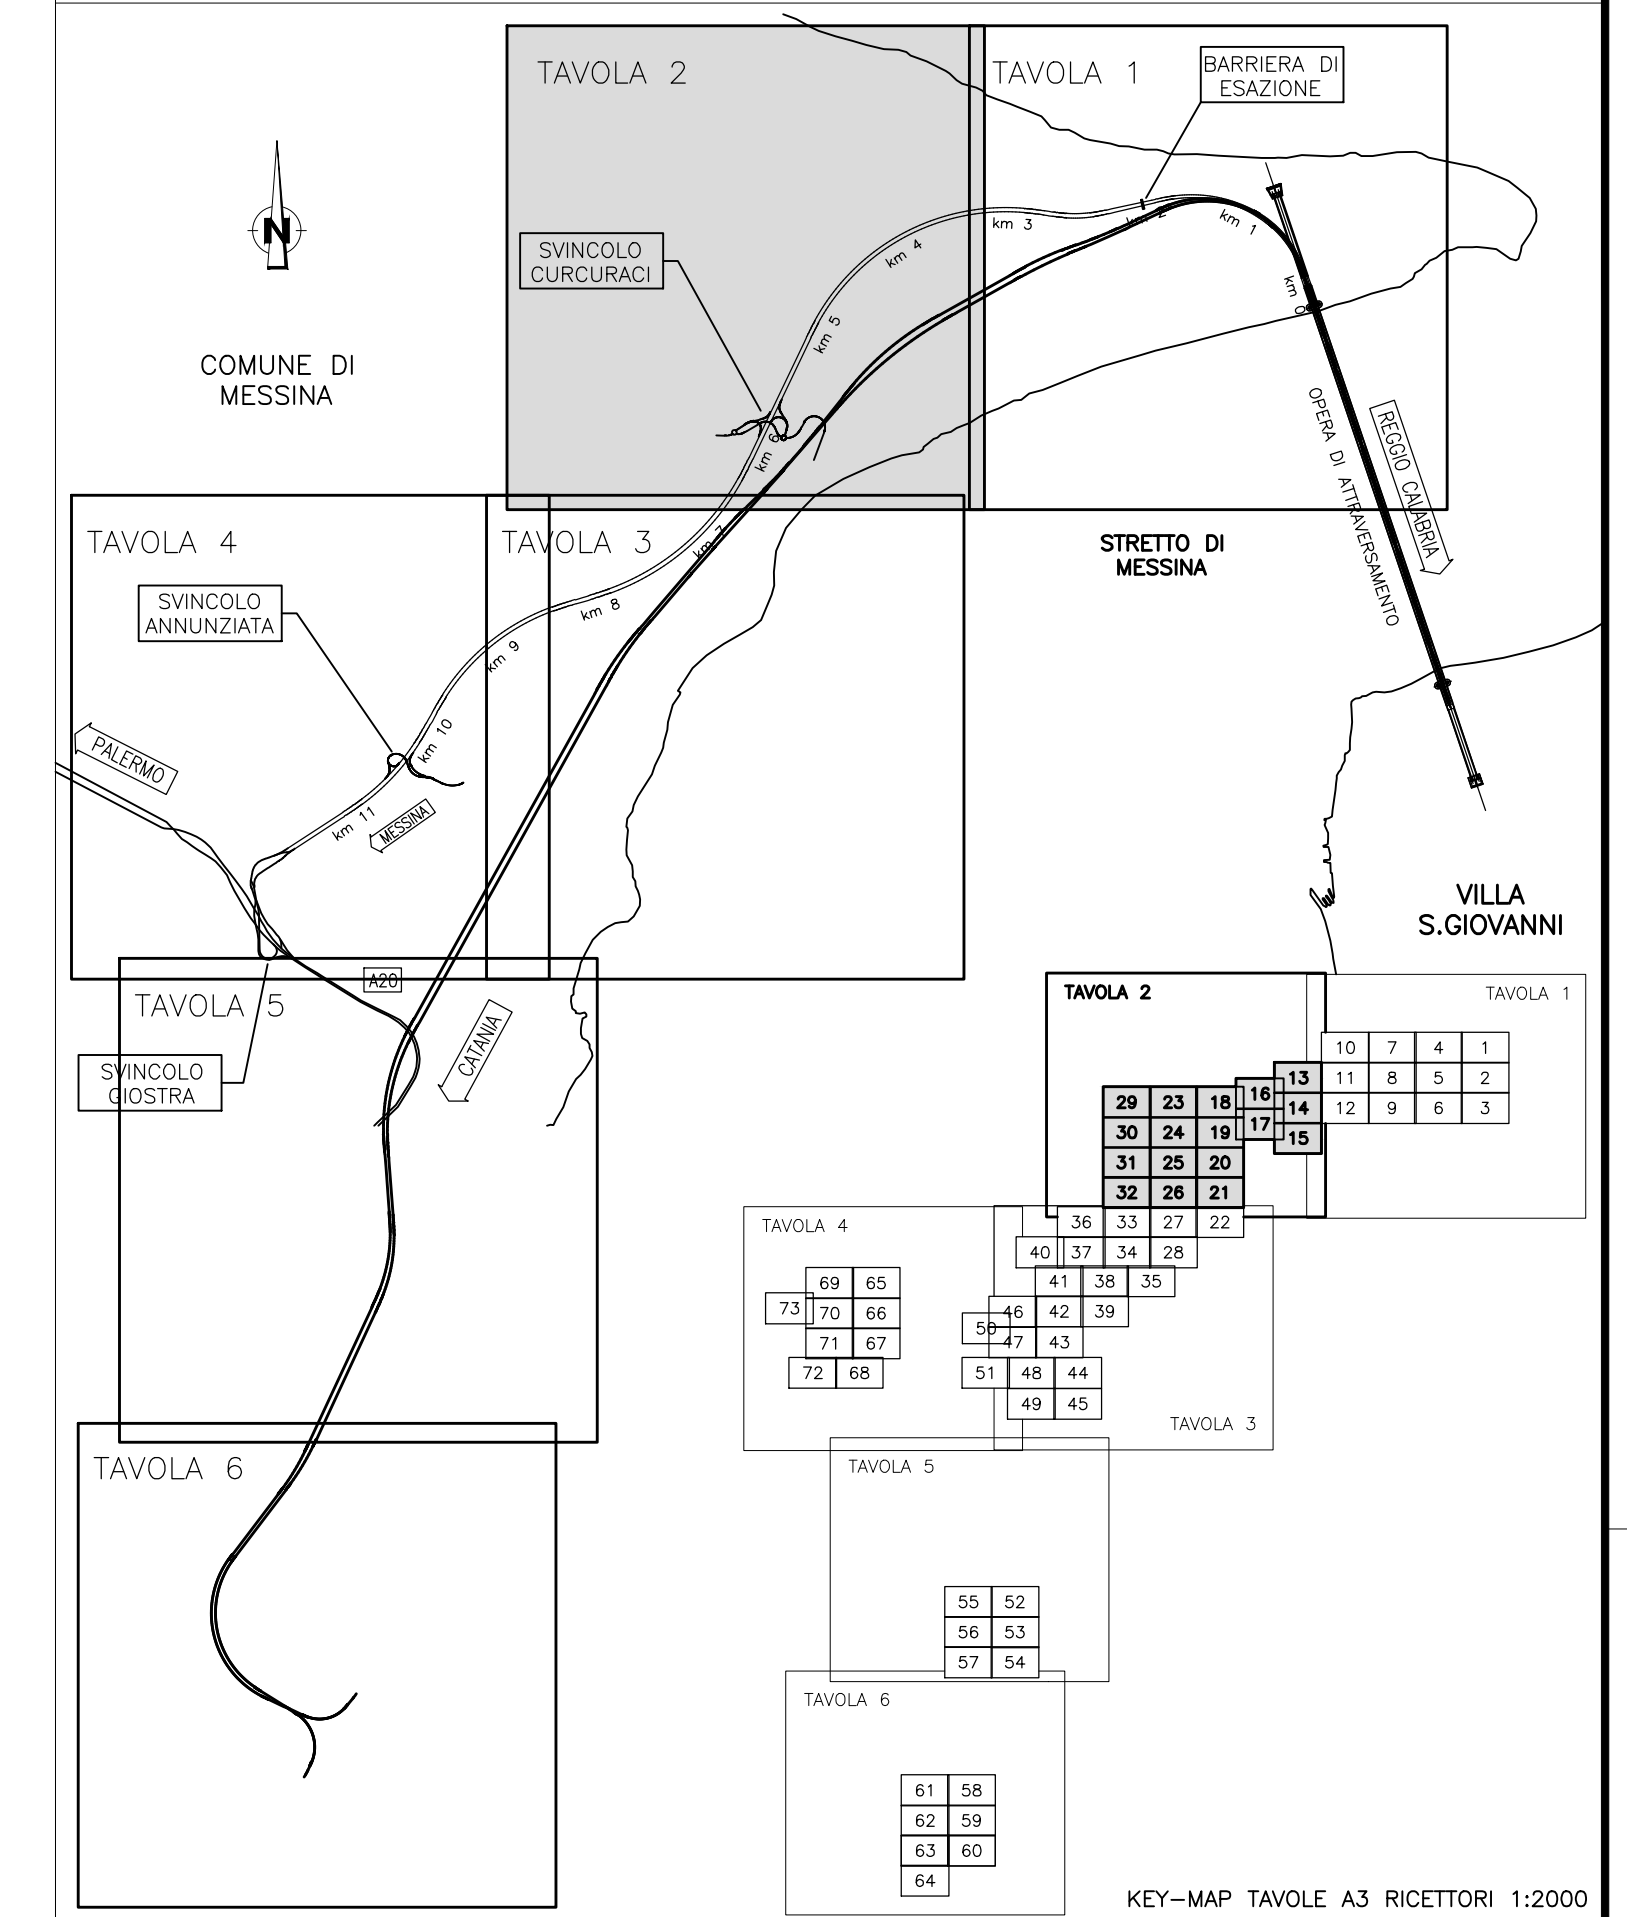 TAVOLA 2
TAVOLA 1
BARRIERA DI
ESAZIONE
N
SVINCOLO
CURCURACI
km 0
km 1
km 2
km 3
km 4
km 5
km 6
km 7
km 8
km 9
km 10
km 11
COMUNE DI
MESSINA
OPERA DI ATTRAVERSAMENTO
REGGIO CALABRIA
STRETTO DI
MESSINA
TAVOLA 4
TAVOLA 3
SVINCOLO
ANNUNZIATA
PALERMO
MESSINA
VILLA
S.GIOVANNI
A20
TAVOLA 5
CATANIA
SVINCOLO
GIOSTRA
TAVOLA 6
TAVOLA 2
TAVOLA 1
10 7 4 1
13 11 8 5 2
16 14 12 9 6 3
29 23 18
17 15
30 24 19
31 25 20
32 26 21
TAVOLA 4
36 33 27 22
40 37 34 28
69 65
41 38 35
73 70 66
46 42 39
50
71 67
47 43
72 68
51 48 44
49 45
TAVOLA 3
TAVOLA 5
55 52
56 53
57 54
TAVOLA 6
61 58
62 59
63 60
64
KEY-MAP TAVOLE A3 RICETTORI 1:2000